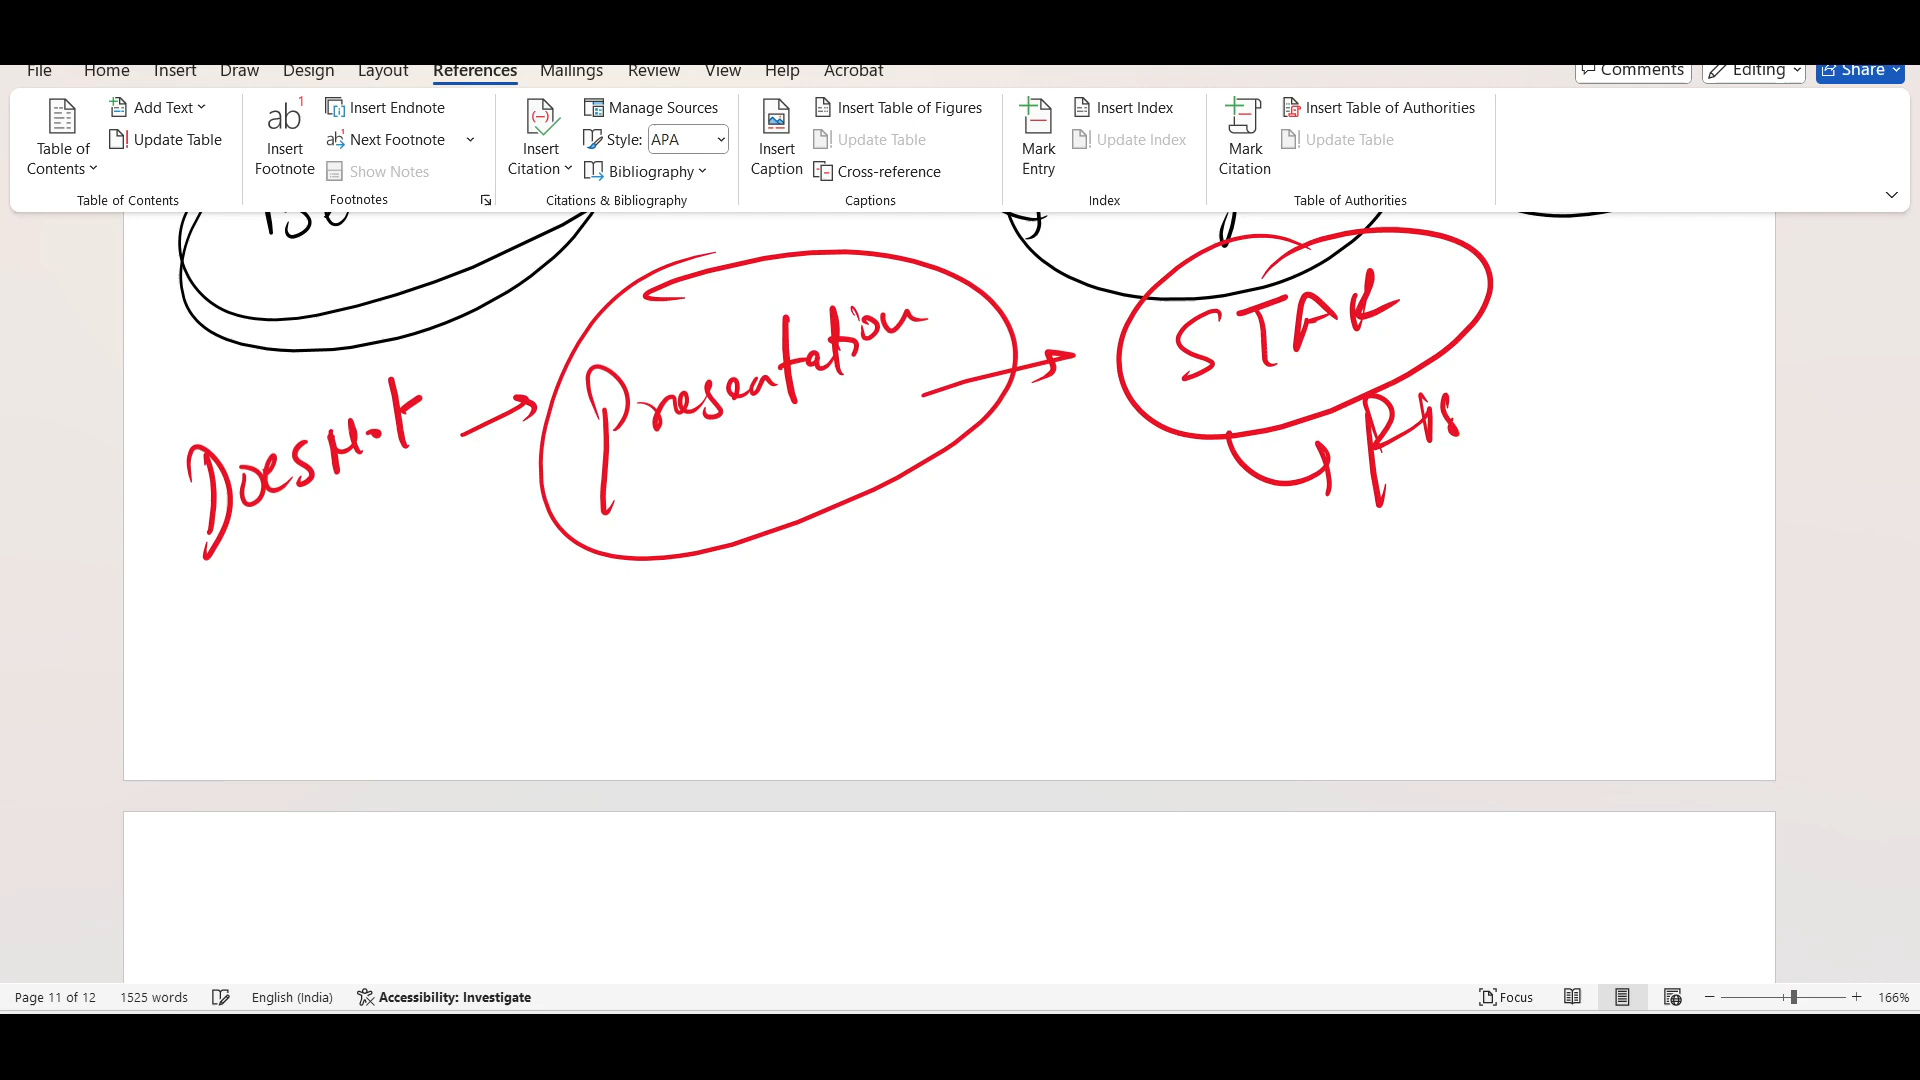 File Home Insert Draw Design Layout References Mailings Review View Help Acrobat Comments Editing Share
Table of Contents
Add Text
Update Table
Table of Contents
Insert Footnote
Insert Endnote
Next Footnote
Show Notes
Footnotes
Insert Citation
Manage Sources
Style: APA
Bibliography
Citations & Bibliography
Insert Caption
Insert Table of Figures
Update Table
Cross-reference
Captions
Mark Entry
Insert Index
Update Index
Index
Mark Citation
Insert Table of Authorities
Update Table
Table of Authorities
Presentation
STAR
Page 11 of 12 1525 words English (India) Accessibility: Investigate Focus 166%